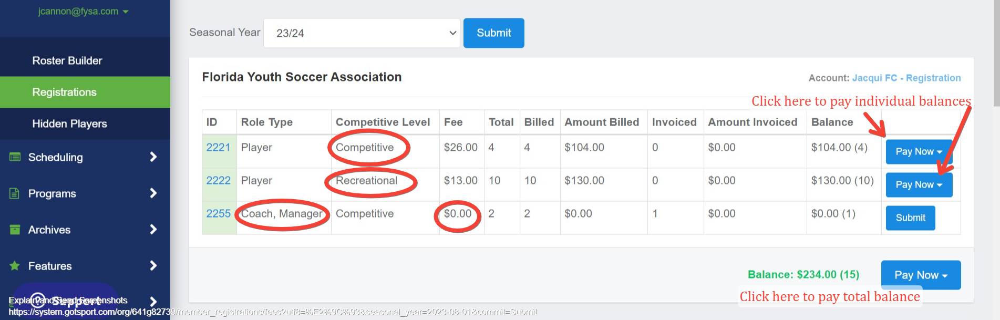 jcannon@fysa.com
Roster Builder
Registrations
Hidden Players
Scheduling
Programs
Archives
Features
Support
Seasonal Year 23/24 Submit
Florida Youth Soccer Association
Account: Jacqui FC - Registration
Click here to pay individual balances
ID Role Type Competitive Level Fee Total Billed Amount Billed Invoiced Amount Invoiced Balance
2221 Player Competitive $26.00 4 4 $104.00 0 $0.00 $104.00 (4) Pay Now
2222 Player Recreational $13.00 10 10 $130.00 0 $0.00 $130.00 (10) Pay Now
2255 Coach, Manager Competitive $0.00 2 2 $0.00 1 $0.00 $0.00 (1) Submit
Balance: $234.00 (15) Pay Now
Click here to pay total balance
Explain and Send Screenshots
https://system.gotsport.com/org/641g82739/member_registrations/fees?utf8=%E2%9C%93&seasonal_year=2023-08-01&commit=Submit